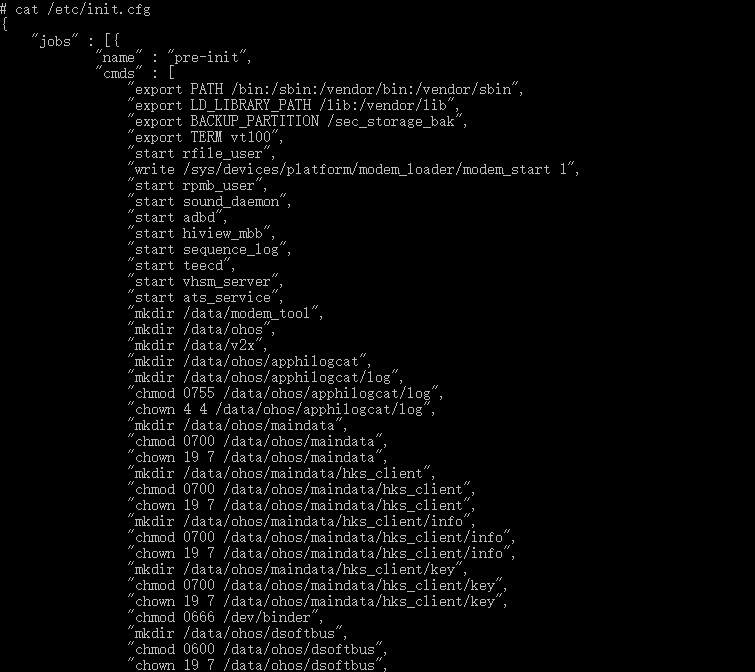 # cat /etc/init.cfg
{
"jobs" : [{
"name" : "pre-init",
"cmds" : [
"export PATH /bin:/sbin:/vendor/bin:/vendor/sbin",
"export LD_LIBRARY_PATH /lib:/vendor/lib",
"export BACKUP_PARTITION /sec_storage_bak",
"export TERM vt100",
"start rfile_user",
"write /sys/devices/platform/modem_loader/modem_start 1",
"start rpmb_user",
"start sound_daemon",
"start adbd",
"start hiview_mbb",
"start sequence_log",
"start teecd",
"start vhsm_server",
"start ats_service",
"mkdir /data/modem_tool",
"mkdir /data/ohos",
"mkdir /data/v2x",
"mkdir /data/ohos/apphilogcat",
"mkdir /data/ohos/apphilogcat/log",
"chmod 0755 /data/ohos/apphilogcat/log",
"chown 4 4 /data/ohos/apphilogcat/log",
"mkdir /data/ohos/maindata",
"chmod 0700 /data/ohos/maindata",
"chown 19 7 /data/ohos/maindata",
"mkdir /data/ohos/maindata/hks_client",
"chmod 0700 /data/ohos/maindata/hks_client",
"chown 19 7 /data/ohos/maindata/hks_client",
"mkdir /data/ohos/maindata/hks_client/info",
"chmod 0700 /data/ohos/maindata/hks_client/info",
"chown 19 7 /data/ohos/maindata/hks_client/info",
"mkdir /data/ohos/maindata/hks_client/key",
"chmod 0700 /data/ohos/maindata/hks_client/key",
"chown 19 7 /data/ohos/maindata/hks_client/key",
"chmod 0666 /dev/binder",
"mkdir /data/ohos/dsoftbus",
"chmod 0600 /data/ohos/dsoftbus",
"chown 19 7 /data/ohos/dsoftbus",